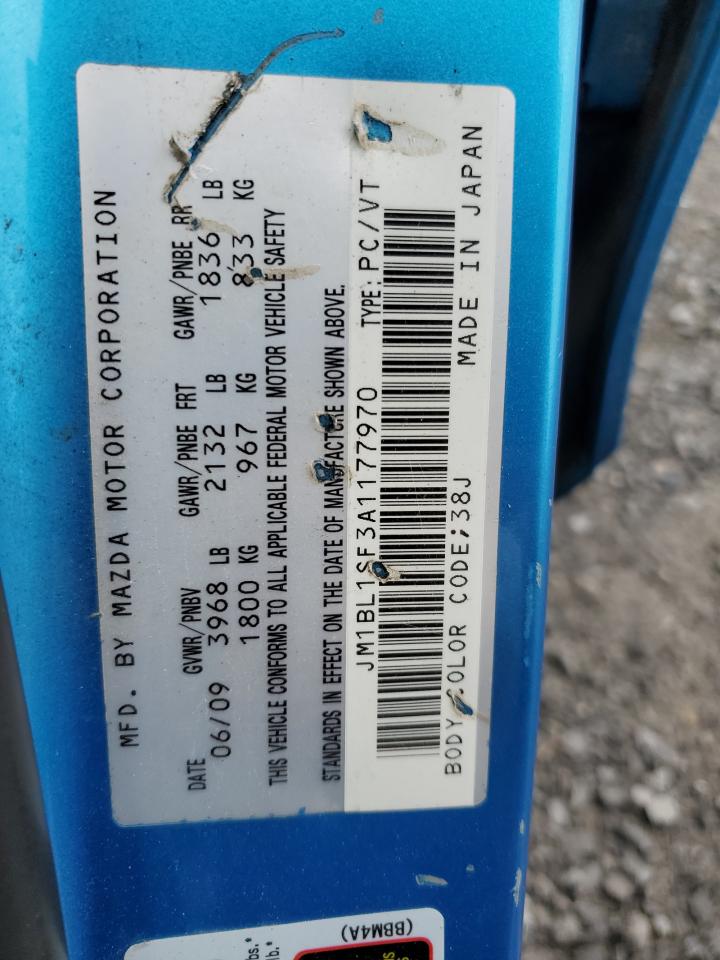 MFD. BY MAZDA MOTOR CORPORATION
DATE GVWR/PNBV GAWR/PNBE FRT GAWR/PNBE RR
06/09 3968 LB 2132 LB 1836 LB
1800 KG 967 KG 833 KG
THIS VEHICLE CONFORMS TO ALL APPLICABLE FEDERAL MOTOR VEHICLE SAFETY
STANDARDS IN EFFECT ON THE DATE OF MANUFACTURE SHOWN ABOVE.
JM1BL1SF3A1177970 TYPE: PC/VT
BODY COLOR CODE;38J MADE IN JAPAN
(BBM4A)